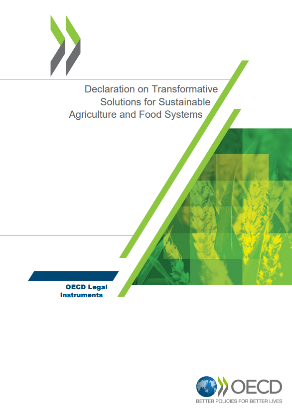 Declaration on Transformative
Solutions for Sustainable
Agriculture and Food Systems
OECD Legal
Instruments
OECD
BETTER POLICIES FOR BETTER LIVES